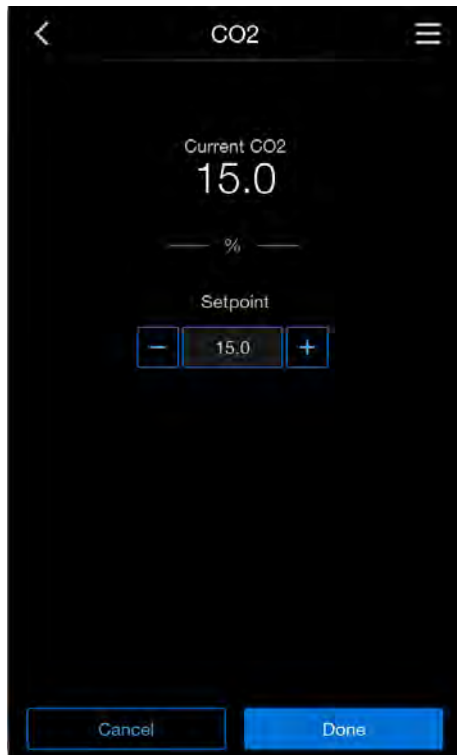 CO2
Current CO2
15.0
%
Setpoint
− 15.0 +
Cancel Done